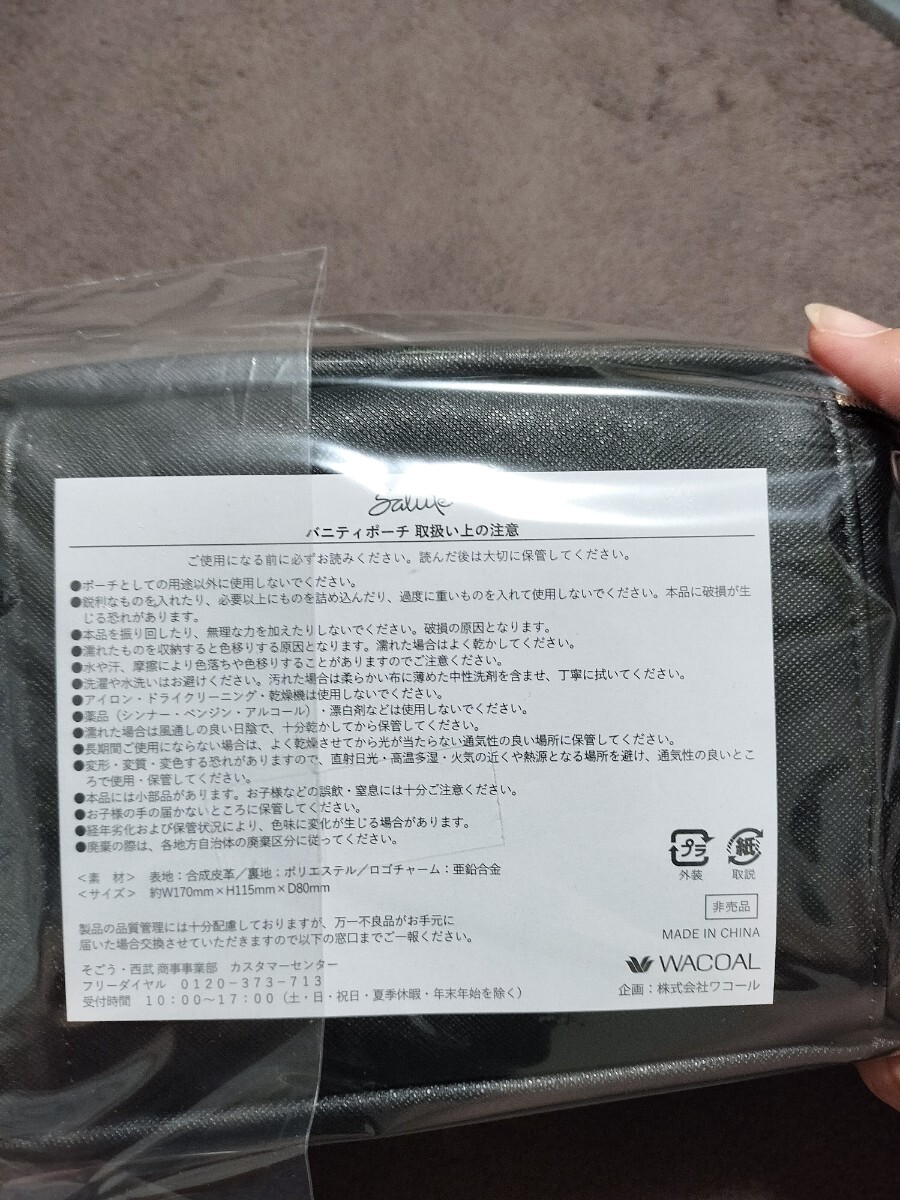 Salute
バニティポーチ 取扱い上の注意
ご使用になる前に必ずお読みください。読んだ後は大切に保管してください。
●ポーチとしての用途以外に使用しないでください。
●鋭利なものを入れたり、必要以上にものを詰め込んだり、過度に重いものを入れて使用しないでください。本品に破損が生
じる恐れがあります。
●本品を振り回したり、無理な力を加えたりしないでください。破損の原因となります。
●濡れたものを収納すると色移りする原因となります。濡れた場合はよく乾かしてください。
●水や汗、摩擦により色落ちや色移りすることがありますのでご注意ください。
●洗濯や水洗いはお避けください。汚れた場合は柔らかい布に薄めた中性洗剤を含ませ、丁寧に拭いてください。
●アイロン・ドライクリーニング・乾燥機は使用しないでください。
●薬品（シンナー・ベンジン・アルコール）・漂白剤などは使用しないでください。
●濡れた場合は風通しの良い日陰で、十分乾かしてから保管してください。
●長期間ご使用にならない場合は、よく乾燥させてから光が当たらない通気性の良い場所に保管してください。
●変形・変質・変色する恐れがありますので、直射日光・高温多湿・火気の近くや熱源となる場所を避け、通気性の良いとこ
ろで使用・保管してください。
●本品には小部品があります。お子様などの誤飲・窒息には十分ご注意ください。
●お子様の手の届かないところに保管してください。
●経年劣化および保管状況により、色味に変化が生じる場合があります。
●廃棄の際は、各地方自治体の廃棄区分に従ってください。
プラ 紙
外装 取説
＜素 材＞ 表地：合成皮革／裏地：ポリエステル／ロゴチャーム：亜鉛合金
＜サイズ＞ 約W170mm×H115mm×D80mm
非売品
製品の品質管理には十分配慮しておりますが、万一不良品がお手元に
届いた場合交換させていただきますので以下の窓口までご一報ください。
MADE IN CHINA
そごう・西武 商事事業部 カスタマーセンター
WACOAL
フリーダイヤル 0120-373-713
受付時間 10：00～17：00（土・日・祝日・夏季休暇・年末年始を除く）
企画：株式会社ワコール